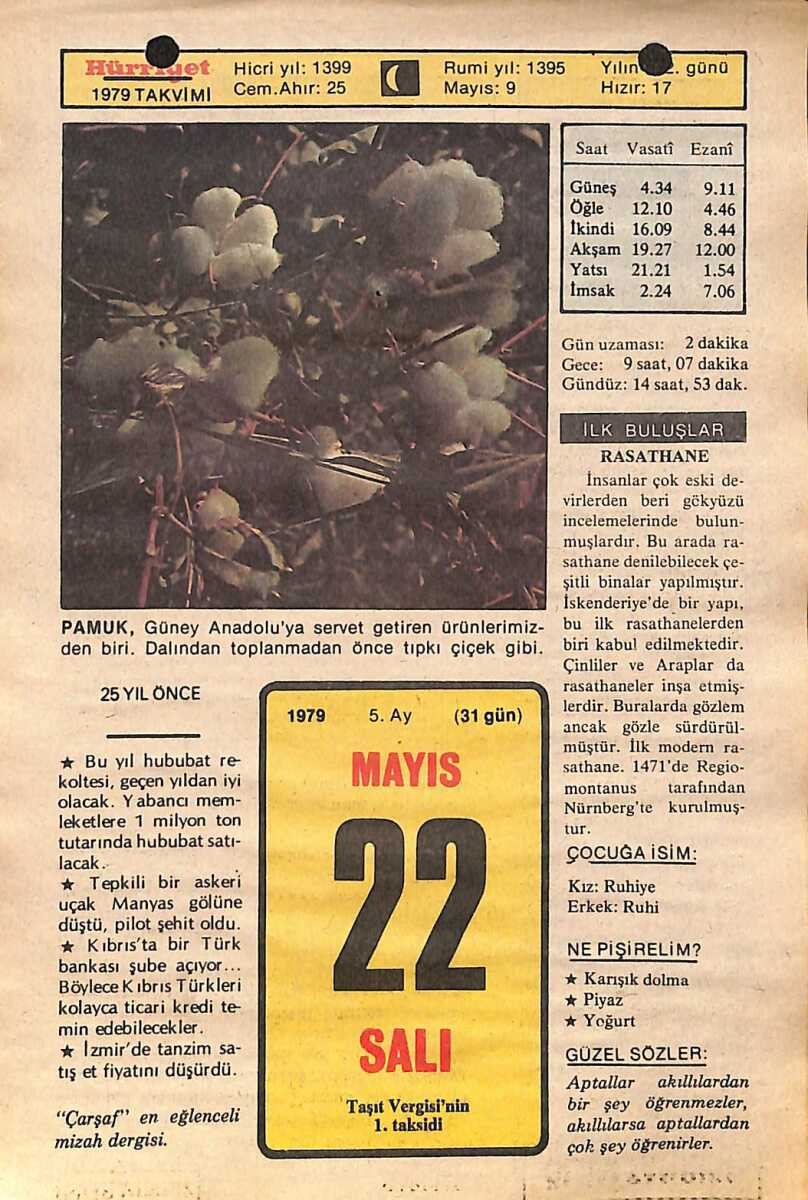 Hürriyet
1979 TAKVİMİ
Hicri yıl: 1399
Cem.Ahır: 25
Rumi yıl: 1395
Mayıs: 9
Yılın 2. günü
Hızır: 17
Saat Vasatî Ezanî
Güneş 4.34 9.11
Öğle 12.10 4.46
İkindi 16.09 8.44
Akşam 19.27 12.00
Yatsı 21.21 1.54
İmsak 2.24 7.06
Gün uzaması: 2 dakika
Gece: 9 saat, 07 dakika
Gündüz: 14 saat, 53 dak.
PAMUK, Güney Anadolu'ya servet getiren ürünlerimiz-
den biri. Dalından toplanmadan önce tıpkı çiçek gibi.
İLK BULUŞLAR
RASATHANE
İnsanlar çok eski de-
virlerden beri gökyüzü
incelemelerinde bulun-
muşlardır. Bu arada ra-
sathane denilebilecek çe-
şitli binalar yapılmıştır.
İskenderiye'de bir yapı,
bu ilk rasathanelerden
biri kabul edilmektedir.
Çinliler ve Araplar da
rasathaneler inşa etmiş-
lerdir. Buralarda gözlem
ancak gözle sürdürül-
müştür. İlk modern ra-
sathane. 1471'de Regio-
montanus tarafından
Nürnberg'te kurulmuş-
tur.
25 YIL ÖNCE
★ Bu yıl hububat re-
koltesi, geçen yıldan iyi
olacak. Yabancı mem-
leketlere 1 milyon ton
tutarında hububat satı-
lacak.
★ Tepkili bir askeri
uçak Manyas gölüne
düştü, pilot şehit oldu.
★ Kıbrıs'ta bir Türk
bankası şube açıyor...
Böylece Kıbrıs Türkleri
kolayca ticari kredi te-
min edebilecekler.
★ İzmir'de tanzim sa-
tış et fiyatını düşürdü.
"Çarşaf" en eğlenceli
mizah dergisi.
1979 5. Ay (31 gün)
MAYIS
22
SALI
Taşıt Vergisi'nin
1. taksidi
ÇOCUĞA İSİM:
Kız: Ruhiye
Erkek: Ruhi
NE PİŞİRELİM?
★ Karışık dolma
★ Piyaz
★ Yoğurt
GÜZEL SÖZLER:
Aptallar akıllılardan
bir şey öğrenmezler,
akıllılarsa aptallardan
çok şey öğrenirler.